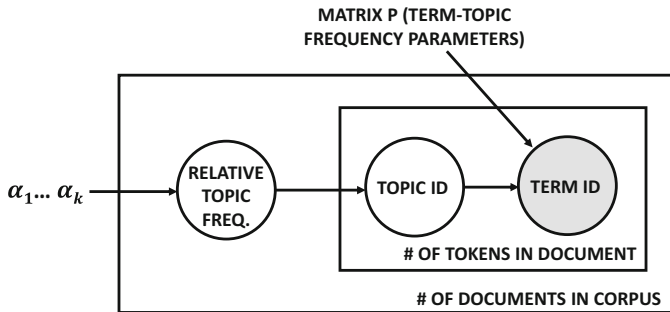 MATRIX P (TERM-TOPIC
FREQUENCY PARAMETERS)
α₁... αₖ
RELATIVE
TOPIC
FREQ.
TOPIC ID
TERM ID
# OF TOKENS IN DOCUMENT
# OF DOCUMENTS IN CORPUS